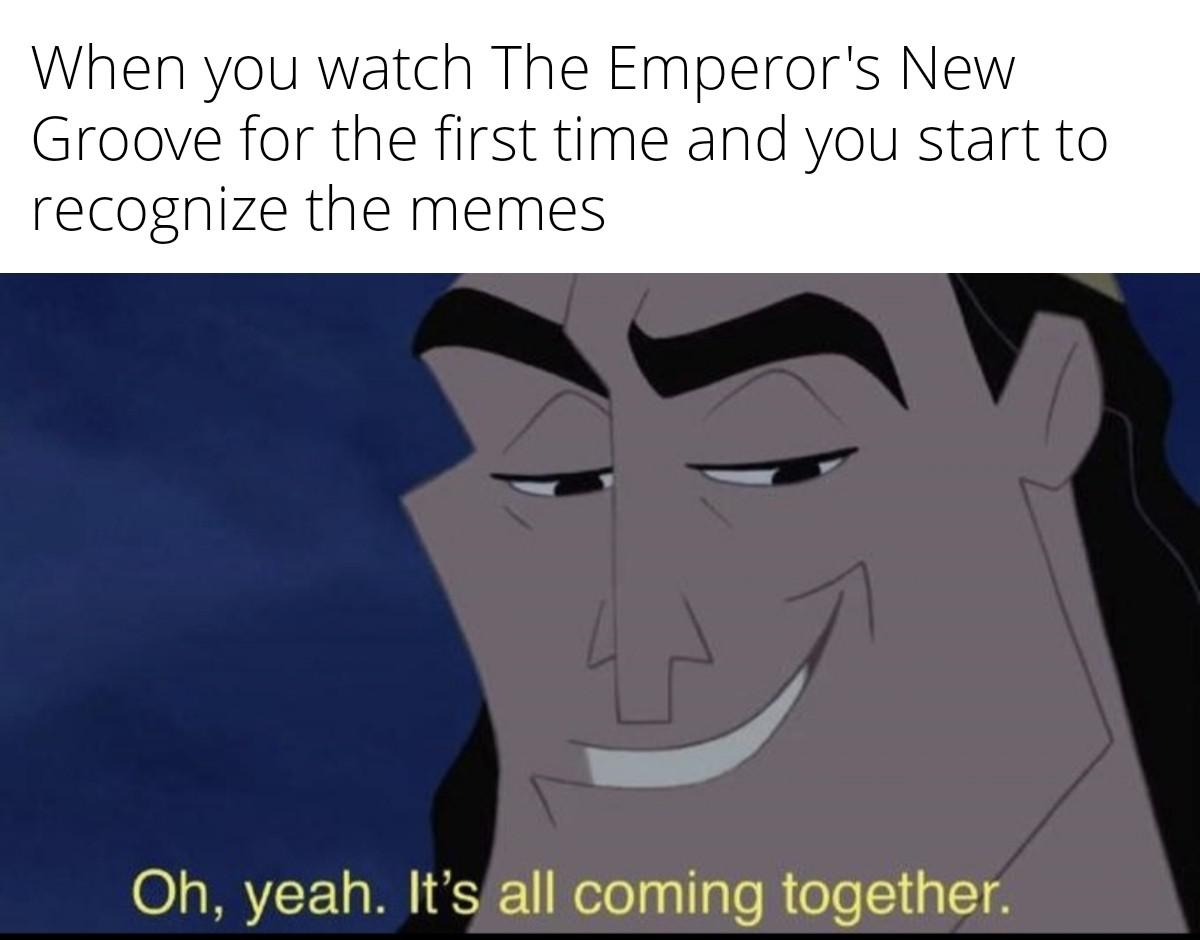 When you watch The Emperor's New
Groove for the first time and you start to
recognize the memes
Oh, yeah. It’s all coming together.